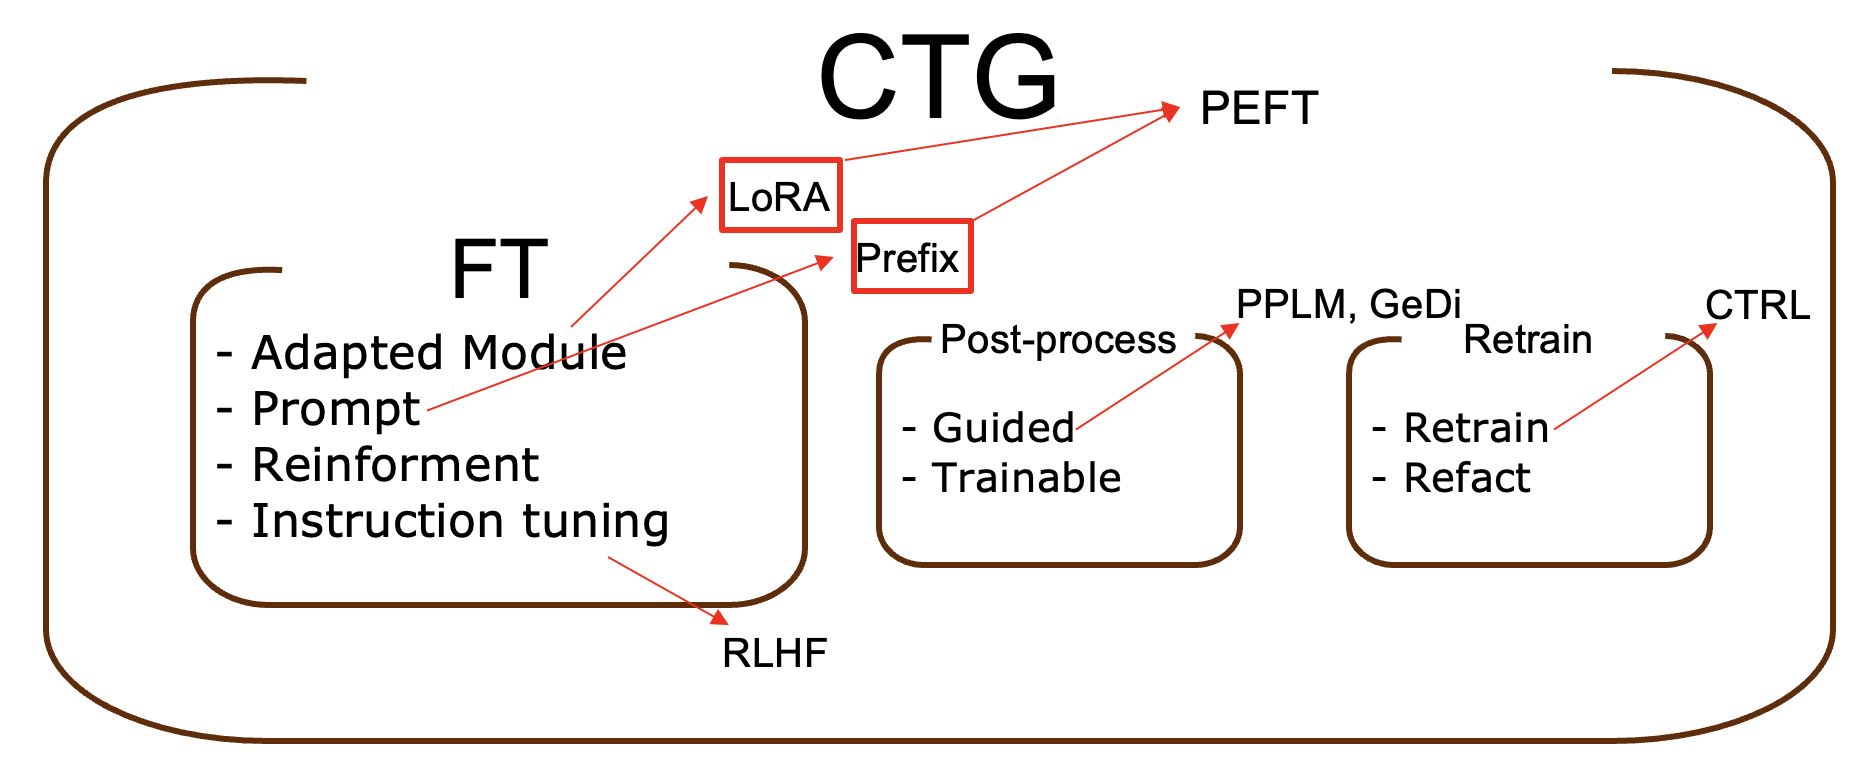 CTG
PEFT
LoRA
Prefix
FT
- Adapted Module
- Prompt
- Reinforment
- Instruction tuning
RLHF
PPLM, GeDi
Post-process
- Guided
- Trainable
CTRL
Retrain
- Retrain
- Refact